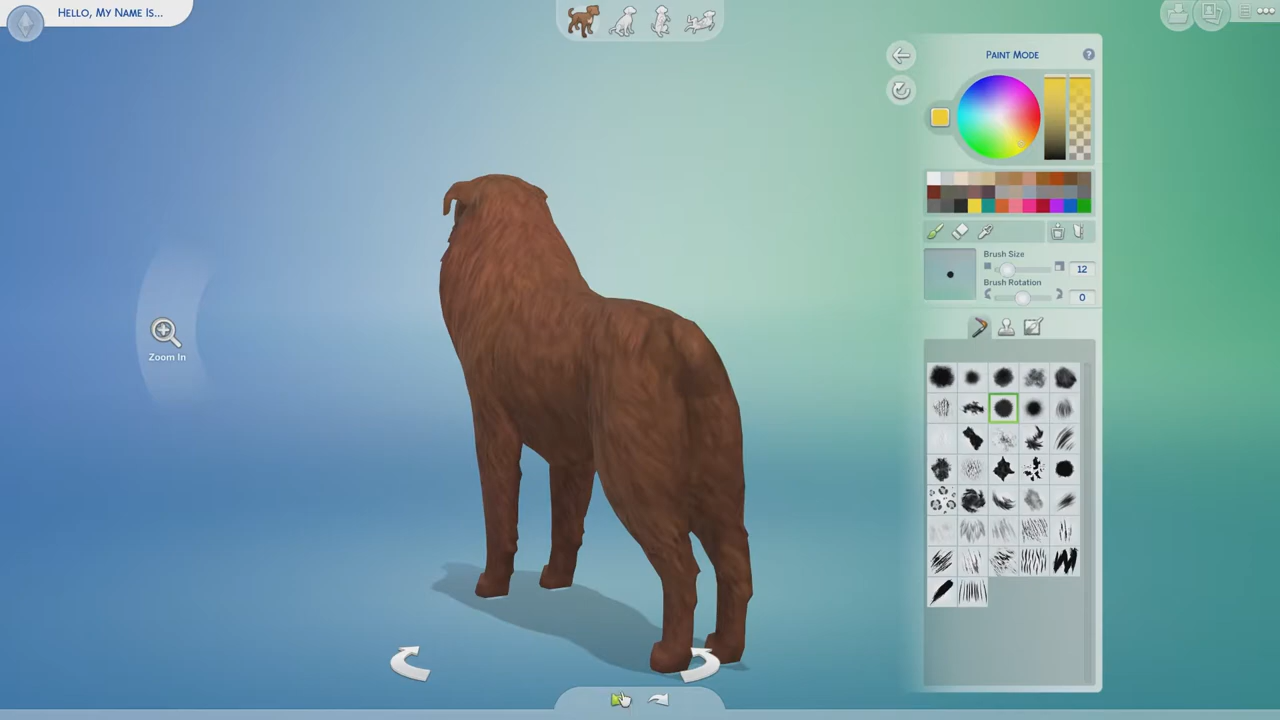 Hello, My Name Is...
Paint Mode
?
Brush Size
12
Brush Rotation
0
Zoom In